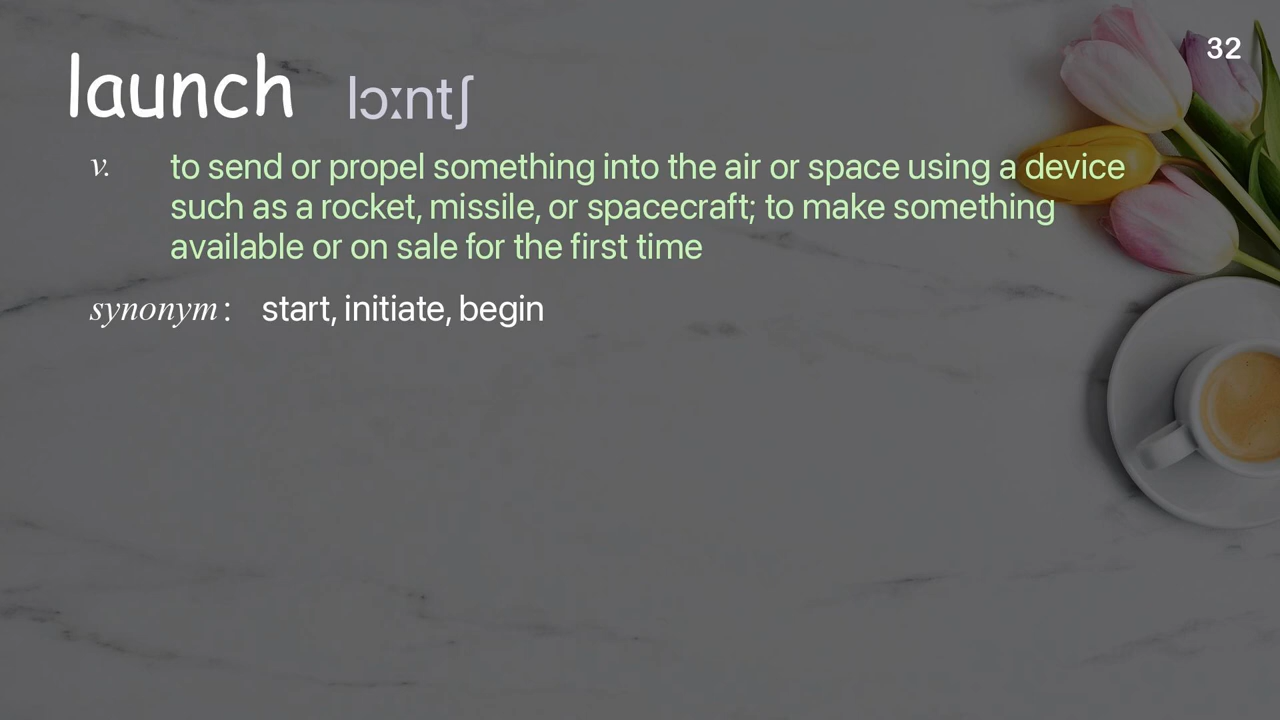 32
launch lɔːntʃ
v. to send or propel something into the air or space using a device
such as a rocket, missile, or spacecraft; to make something
available or on sale for the first time
synonym : start, initiate, begin